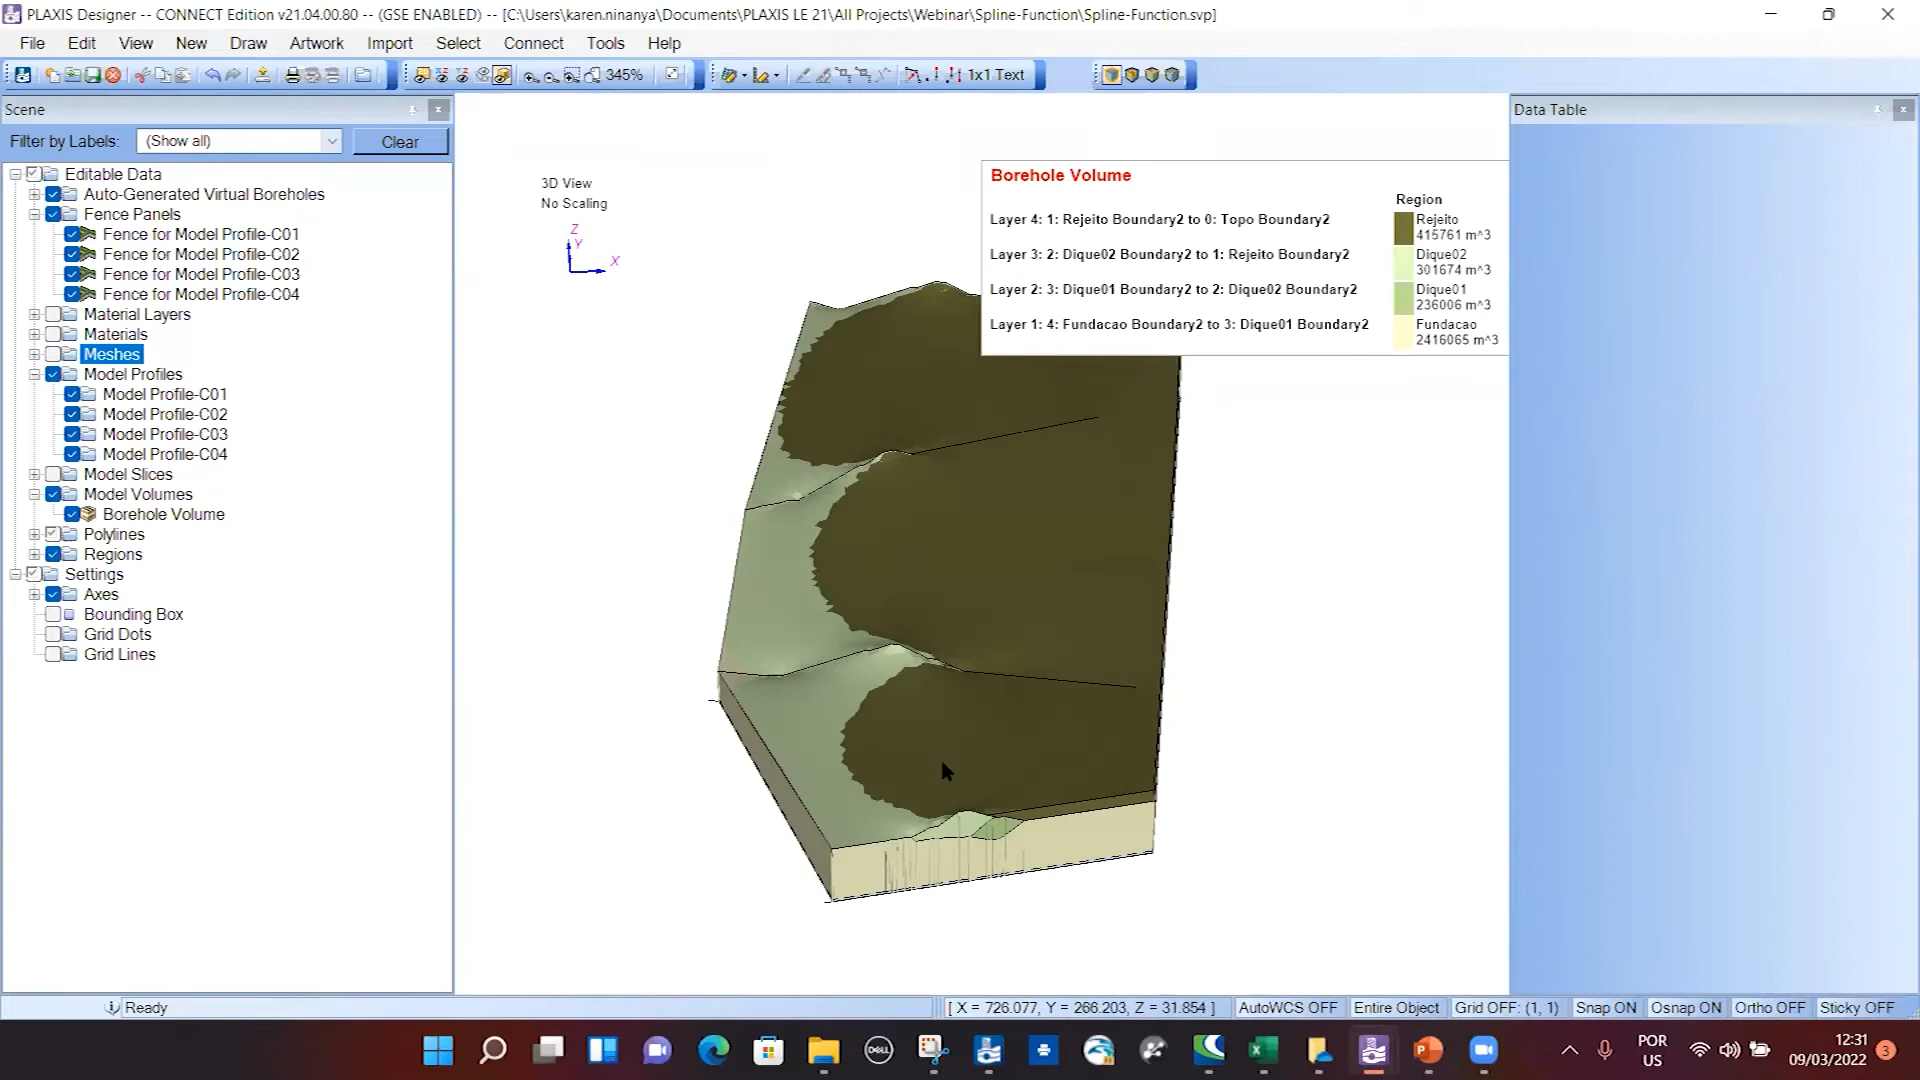 PLAXIS Designer -- CONNECT Edition v21.04.00.80 -- (GSE ENABLED) -- [C:\Users\karen.ninanya\Documents\PLAXIS LE 21\All Projects\Webinar\Spline-Function\Spline-Function.svp]
File Edit View New Draw Artwork Import Select Connect Tools Help
345% 1x1 Text
Scene
Data Table
Filter by Labels: (Show all) Clear
Editable Data
Auto-Generated Virtual Boreholes
Fence Panels
Fence for Model Profile-C01
Fence for Model Profile-C02
Fence for Model Profile-C03
Fence for Model Profile-C04
Material Layers
Materials
Meshes
Model Profiles
Model Profile-C01
Model Profile-C02
Model Profile-C03
Model Profile-C04
Model Slices
Model Volumes
Borehole Volume
Polylines
Regions
Settings
Axes
Bounding Box
Grid Dots
Grid Lines
3D View
No Scaling
Z
Y
X
Borehole Volume
Layer 4: 1: Rejeito Boundary2 to 0: Topo Boundary2
Layer 3: 2: Dique02 Boundary2 to 1: Rejeito Boundary2
Layer 2: 3: Dique01 Boundary2 to 2: Dique02 Boundary2
Layer 1: 4: Fundacao Boundary2 to 3: Dique01 Boundary2
Region
Rejeito
415761 m^3
Dique02
301674 m^3
Dique01
236006 m^3
Fundacao
2416065 m^3
Ready
[ X = 726.077, Y = 266.203, Z = 31.854 ] AutoWCS OFF Entire Object Grid OFF: (1, 1) Snap ON Osnap ON Ortho OFF Sticky OFF
DELL
POR
US
12:31
09/03/2022
3